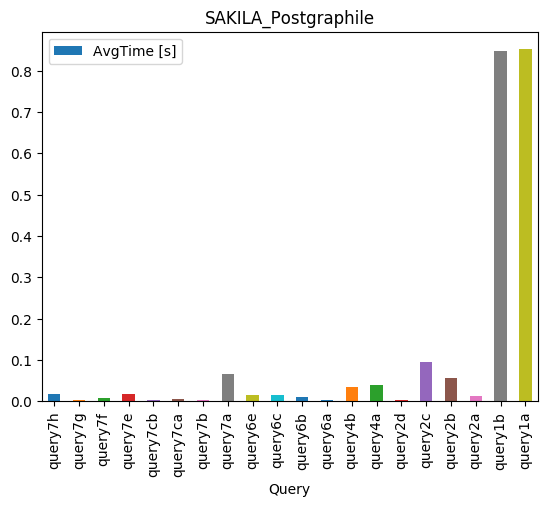 SAKILA_Postgraphile
AvgTime [s]
0.8
0.7
0.6
0.5
0.4
0.3
0.2
0.1
0.0
query7h
query7g
query7f
query7e
query7cb
query7ca
query7b
query7a
query6e
query6c
query6b
query6a
query4b
query4a
query2d
query2c
query2b
query2a
query1b
query1a
Query